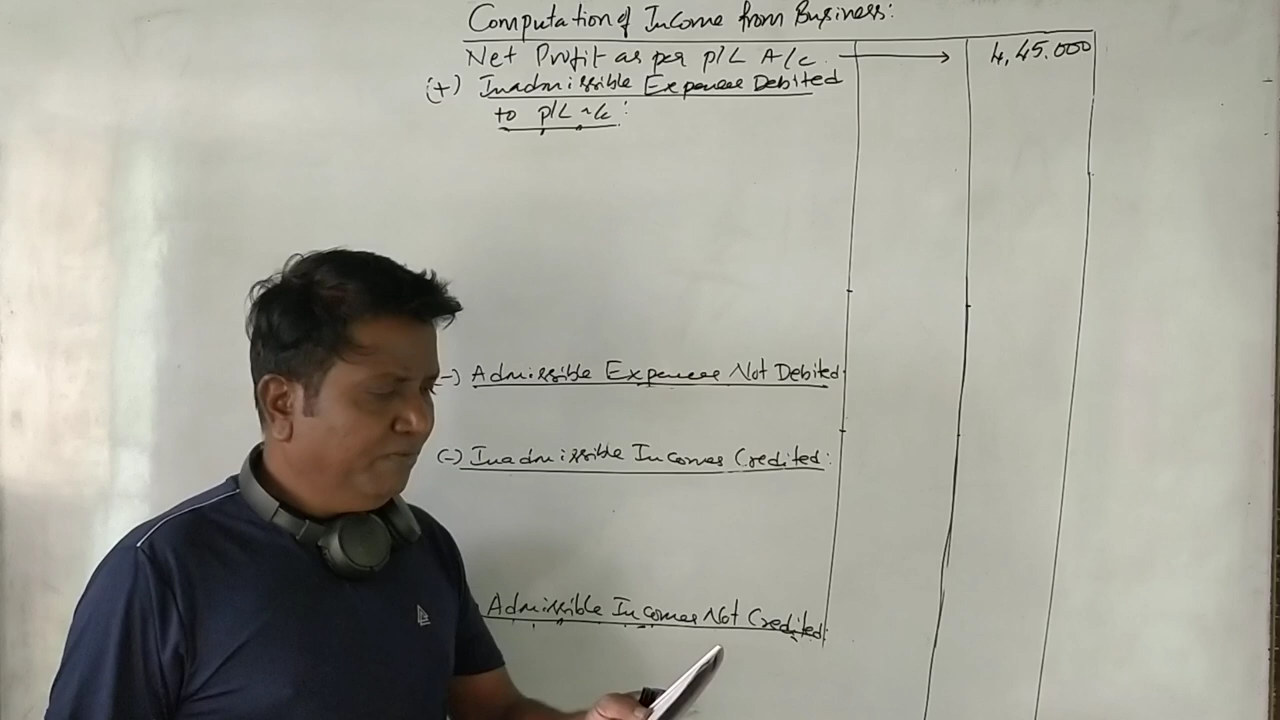 Computation of Income from Business:
Net Profit as per P/L A/c → 4,45,000
(+) Inadmissible Expenses Debited
to P/L A/c:
(-) Admissible Expenses Not Debited
(-) Inadmissible Incomes Credited:
Admissible Incomes Not Credited: